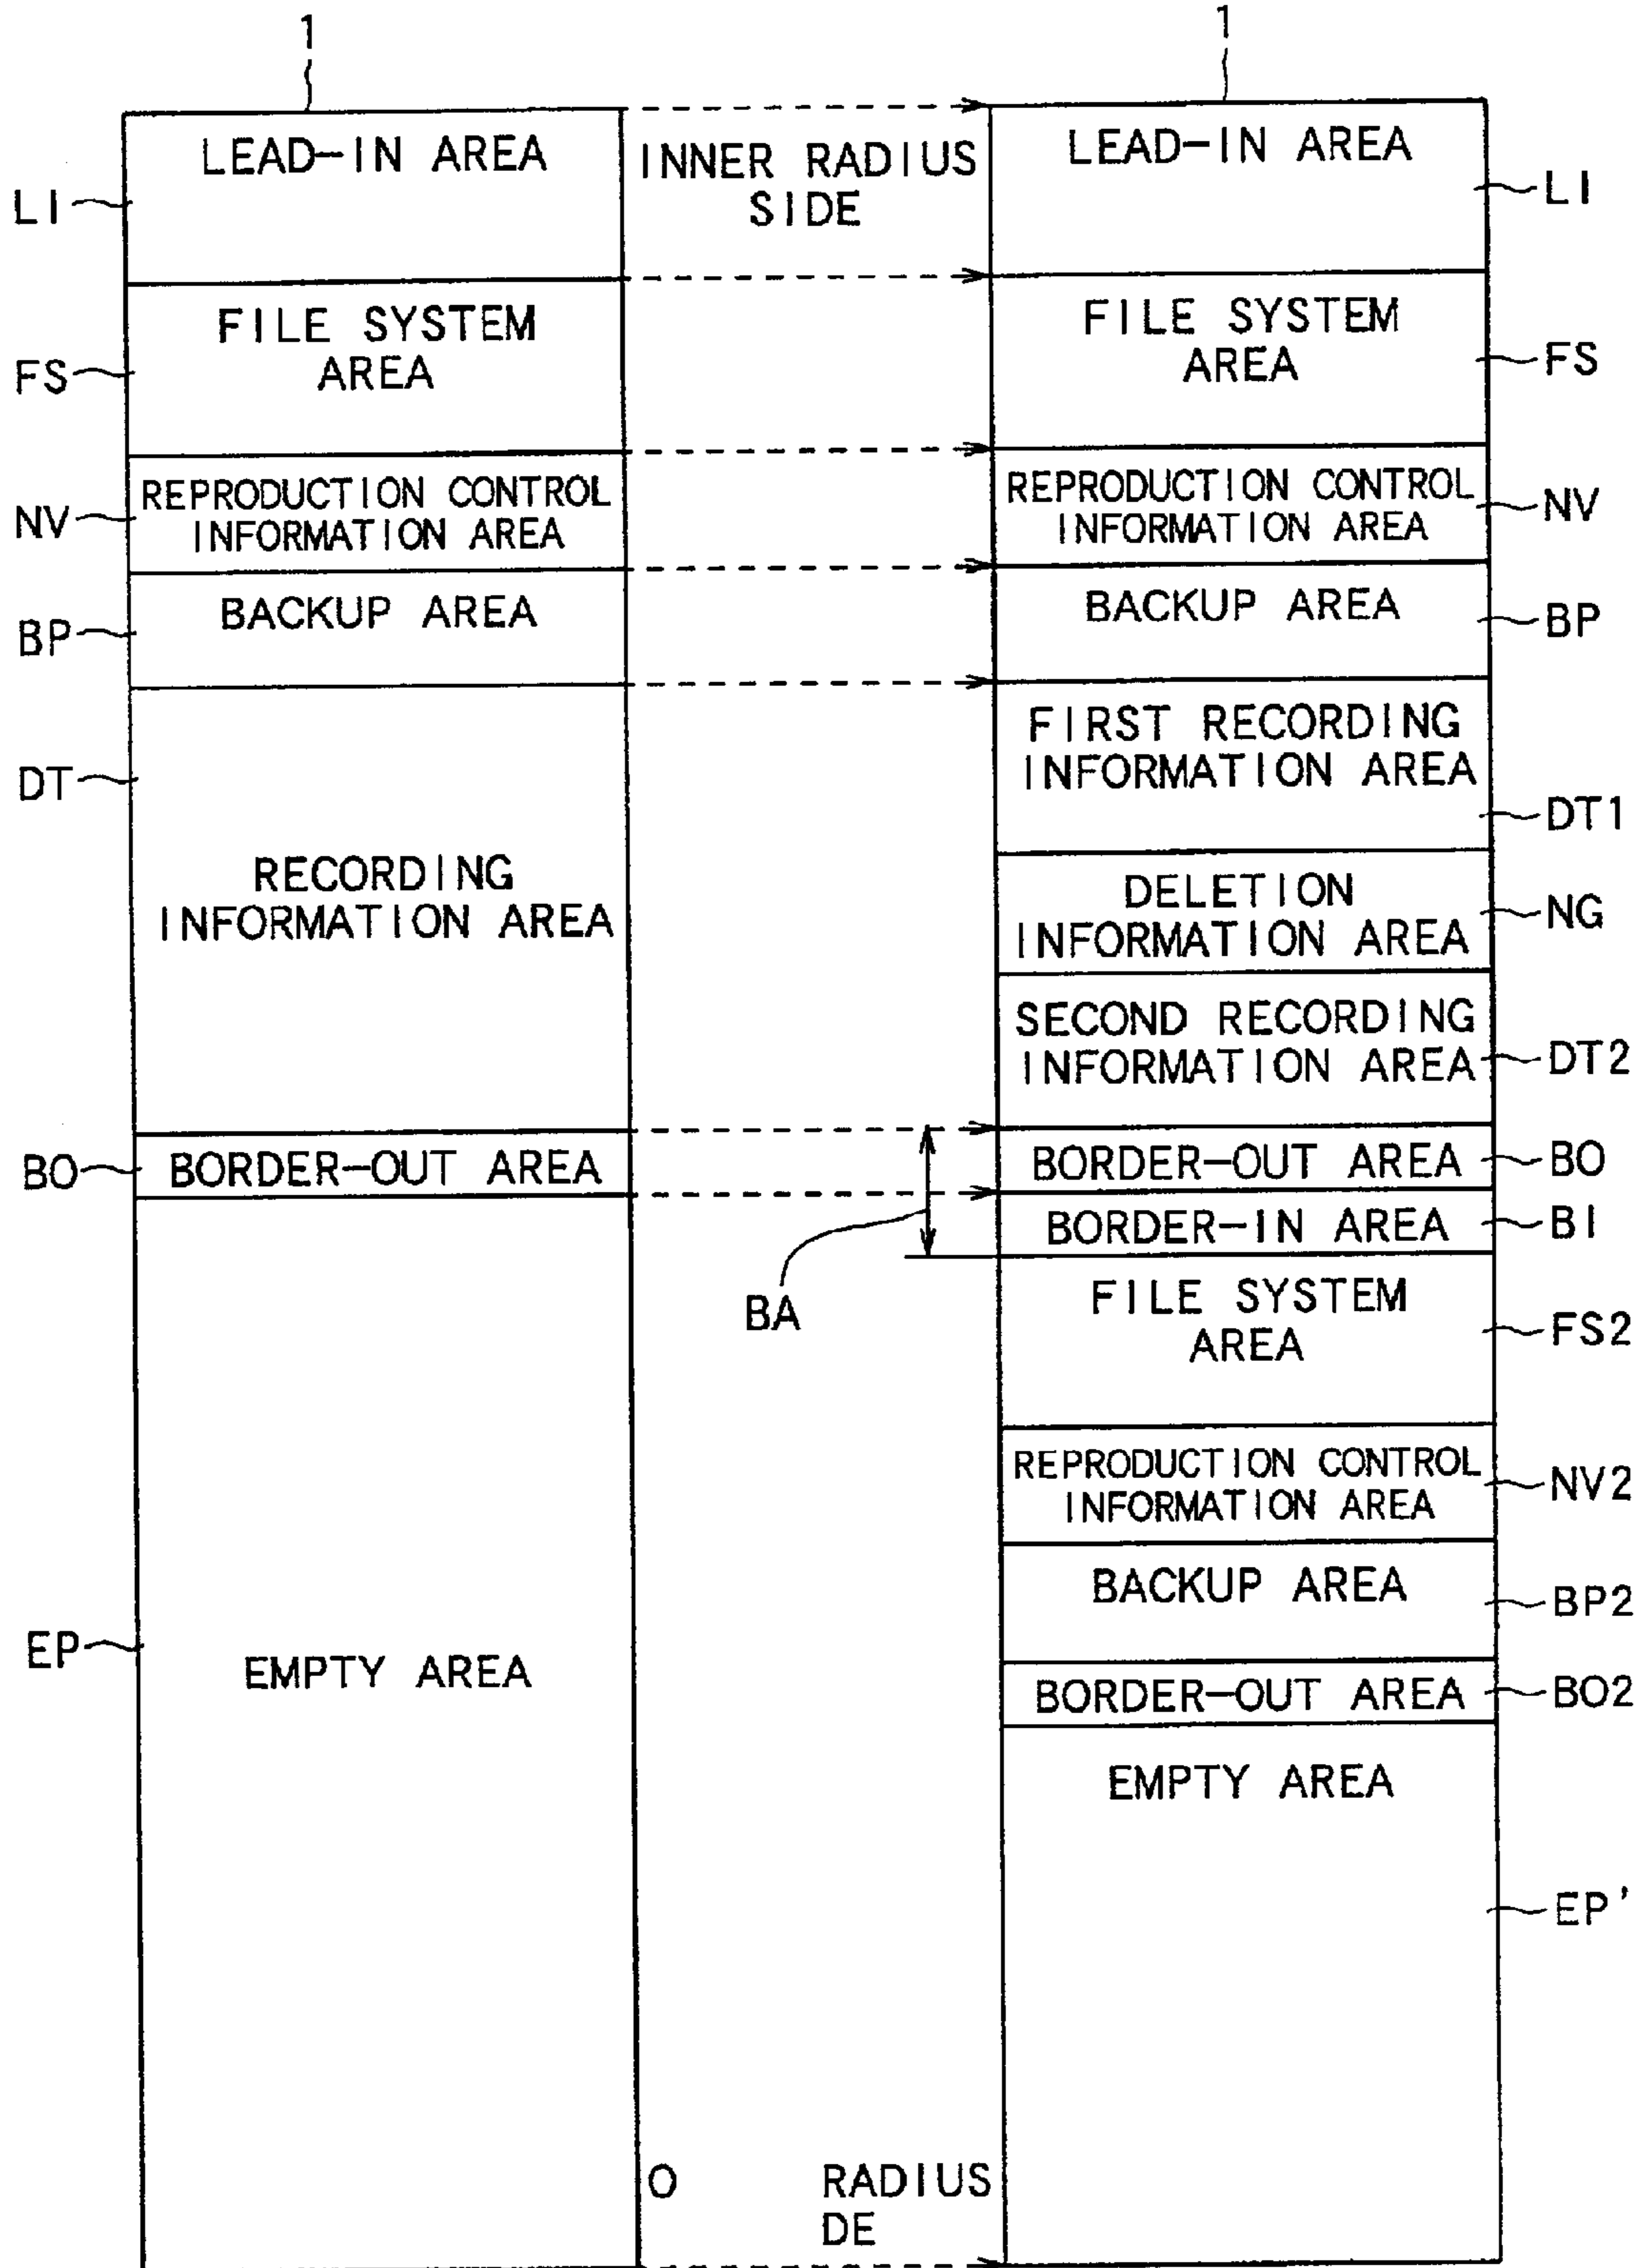 1
1
LEAD-IN AREA
INNER RADIUS
SIDE
LEAD-IN AREA
LI
LI
FILE SYSTEM
AREA
FILE SYSTEM
AREA
FS
FS
REPRODUCTION CONTROL
INFORMATION AREA
REPRODUCTION CONTROL
INFORMATION AREA
NV
NV
BACKUP AREA
BACKUP AREA
BP
BP
DT
FIRST RECORDING
INFORMATION AREA
DT1
RECORDING
INFORMATION AREA
DELETION
INFORMATION AREA
NG
SECOND RECORDING
INFORMATION AREA
DT2
BO
BORDER-OUT AREA
BORDER-OUT AREA
BO
BORDER-IN AREA
BI
BA
FILE SYSTEM
AREA
FS2
REPRODUCTION CONTROL
INFORMATION AREA
NV2
BACKUP AREA
BP2
EP
EMPTY AREA
BORDER-OUT AREA
BO2
EMPTY AREA
EP'
O RADIUS
DE